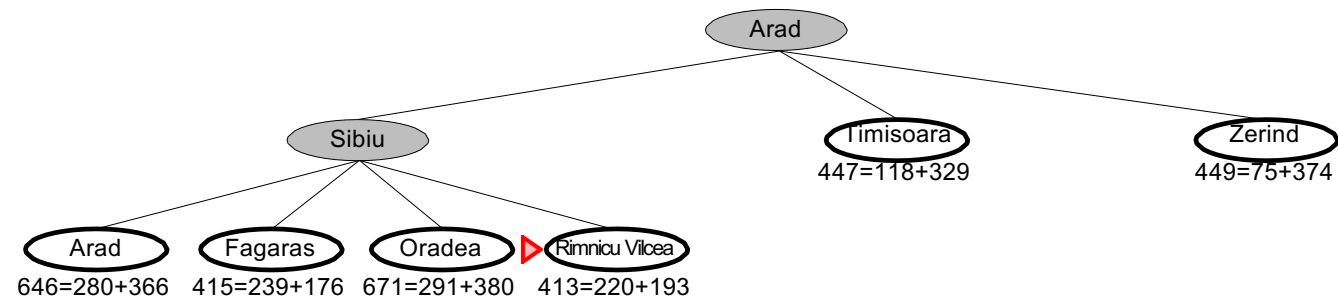 Arad
Sibiu
Timisoara
Zerind
447=118+329
449=75+374
Arad
Fagaras
Oradea
Rimnicu Vilcea
646=280+366
415=239+176
671=291+380
413=220+193